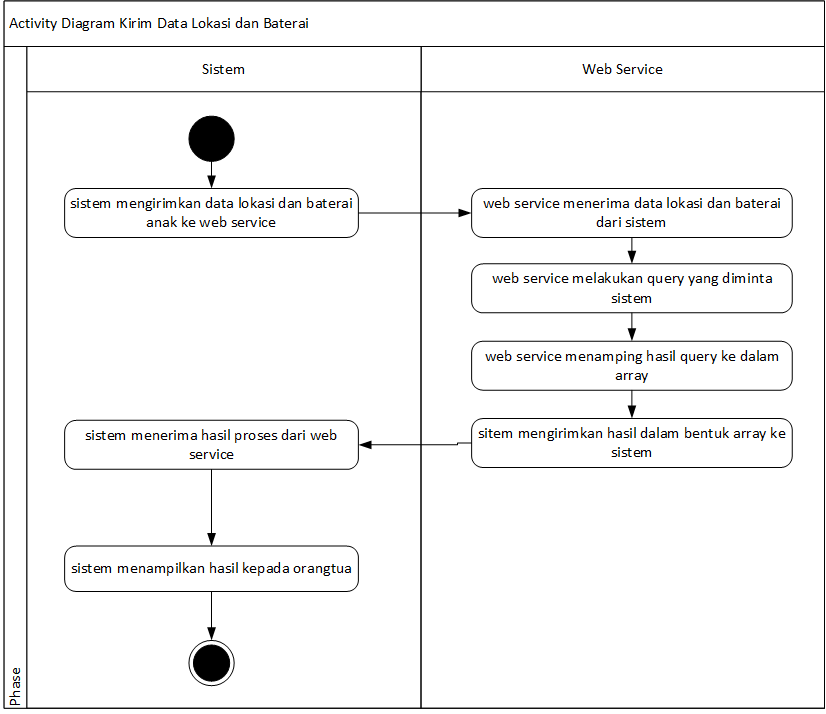 Activity Diagram Kirim Data Lokasi dan Baterai
Sistem
Web Service
sistem mengirimkan data lokasi dan baterai
anak ke web service
web service menerima data lokasi dan baterai
dari sistem
web service melakukan query yang diminta
sistem
web service menamping hasil query ke dalam
array
sitem mengirimkan hasil dalam bentuk array ke
sistem
sistem menerima hasil proses dari web
service
sistem menampilkan hasil kepada orangtua
Phase